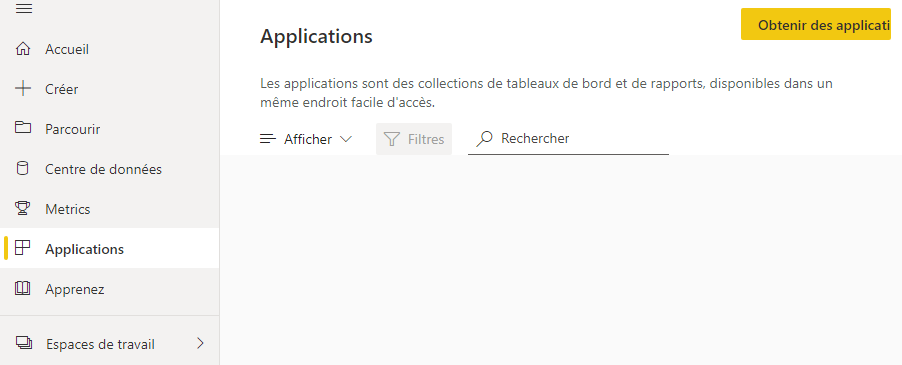 Accueil
Créer
Parcourir
Centre de données
Metrics
Applications
Apprenez
Espaces de travail
Applications
Obtenir des applicati
Les applications sont des collections de tableaux de bord et de rapports, disponibles dans un
même endroit facile d'accès.
Afficher
Filtres
Rechercher